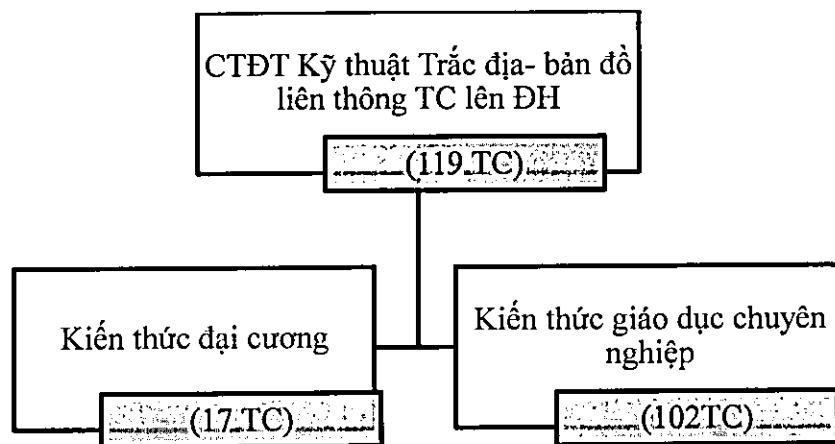 CTĐT Kỹ thuật Trắc địa- bản đồ
liên thông TC lên ĐH
(119 TC)
Kiến thức đại cương
(17 TC)
Kiến thức giáo dục chuyên
nghiệp
(102TC)